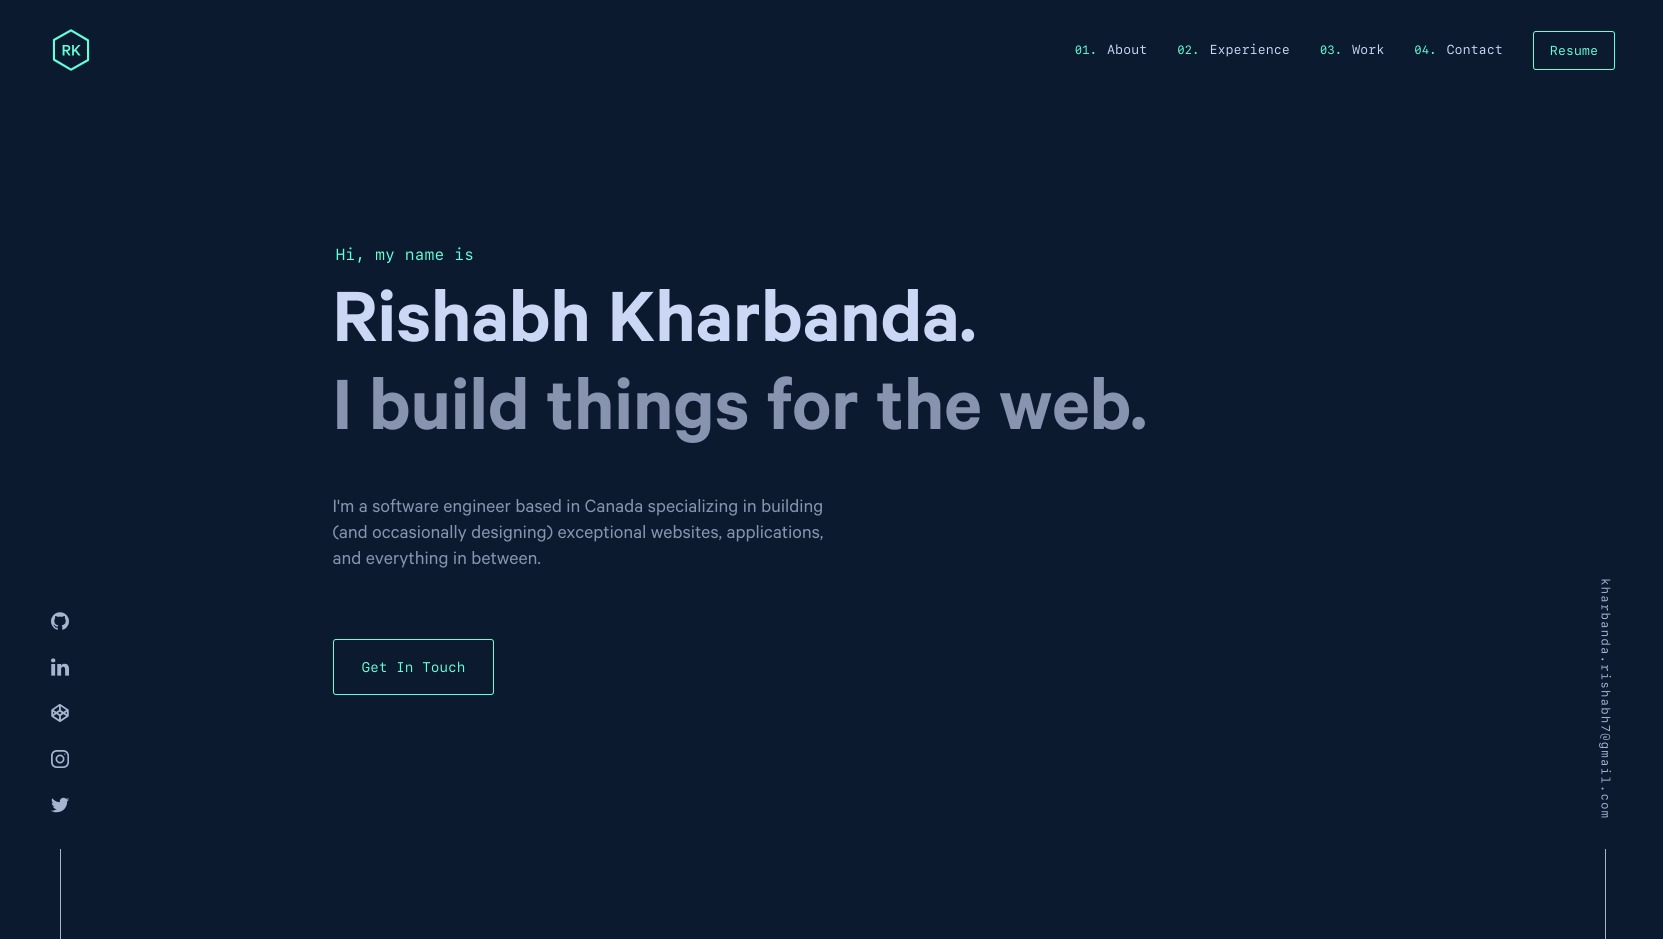 RK
01. About
02. Experience
03. Work
04. Contact
Resume
Hi, my name is
Rishabh Kharbanda.
I build things for the web.
I'm a software engineer based in Canada specializing in building
(and occasionally designing) exceptional websites, applications,
and everything in between.
Get In Touch
kharbanda.rishabh7@gmail.com